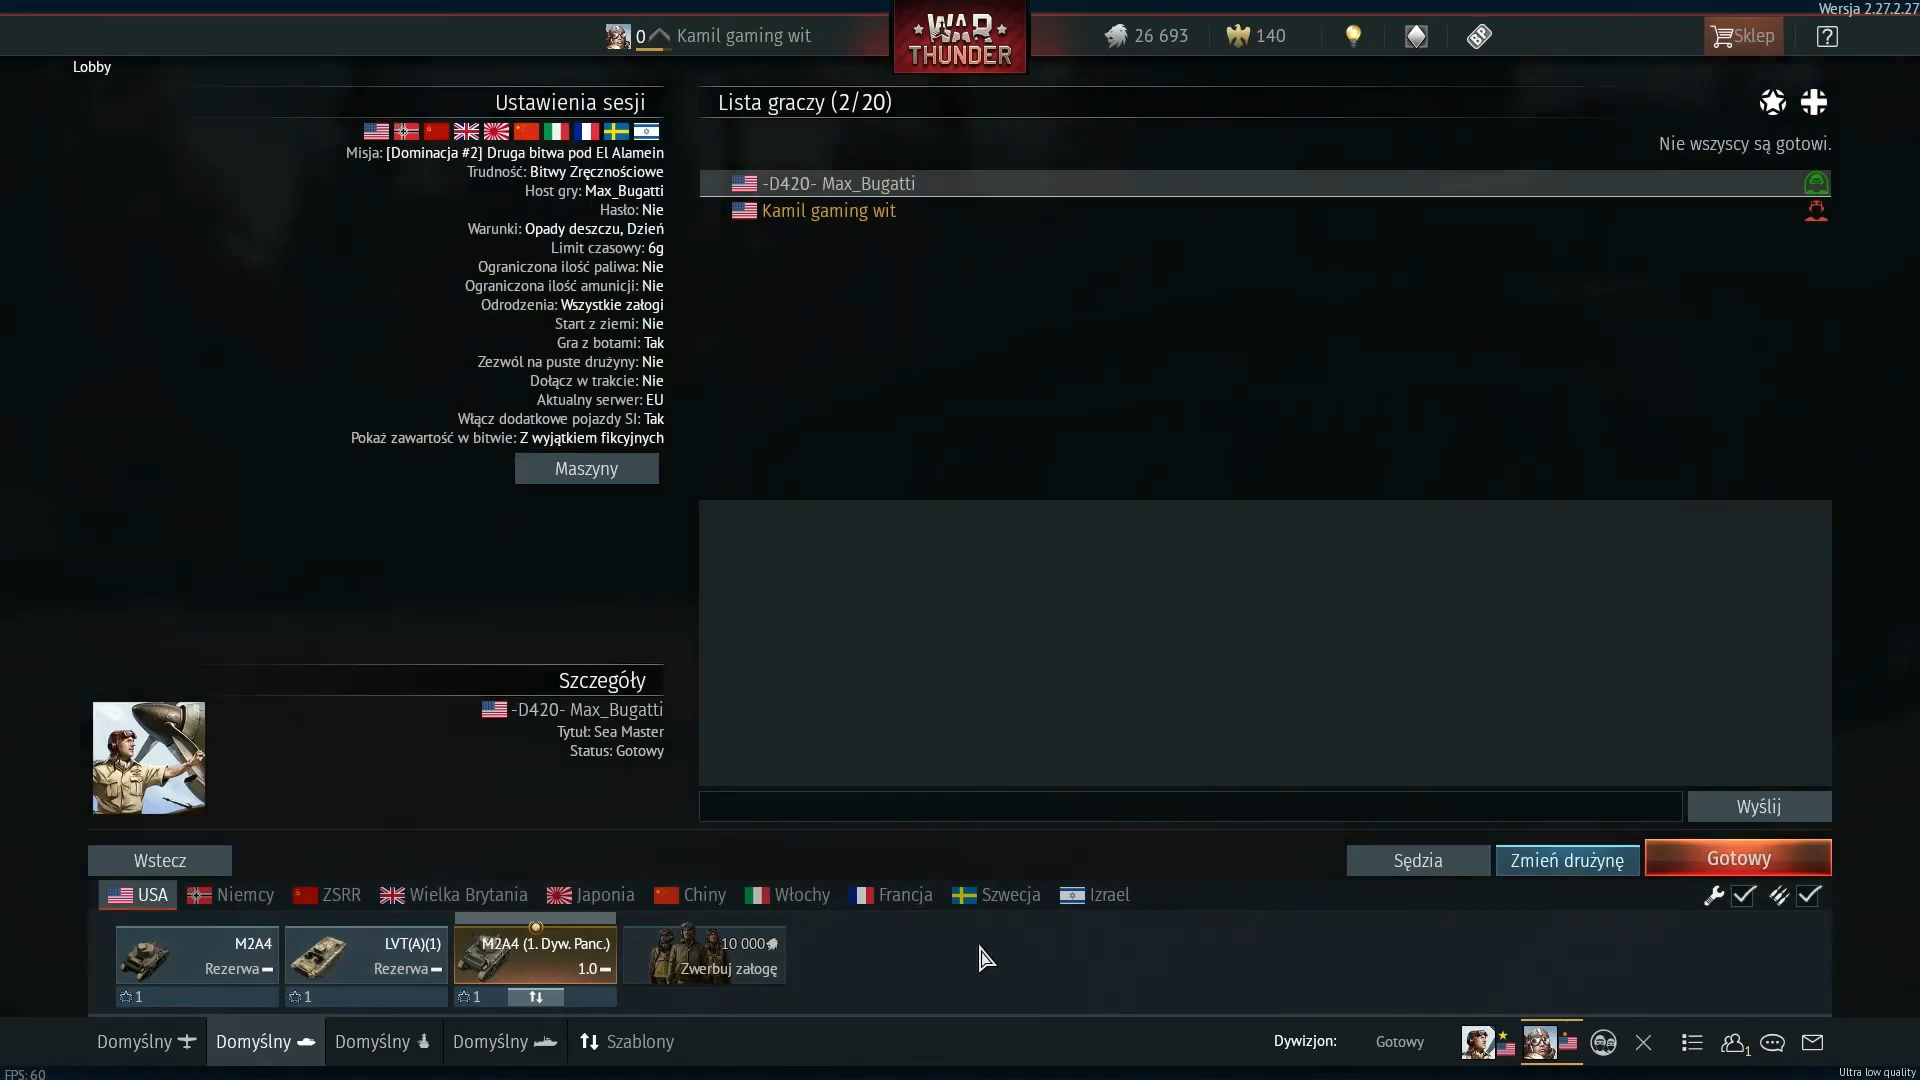 Wersja 2.27.2.27
0 Kamil gaming wit
WAR THUNDER
26 693
140
BP
Sklep
Lobby
Ustawienia sesji
Misja: [Dominacja #2] Druga bitwa pod El Alamein
Trudność: Bitwy Zręcznościowe
Host gry: Max_Bugatti
Hasło: Nie
Warunki: Opady deszczu, Dzień
Limit czasowy: 6g
Ograniczona ilość paliwa: Nie
Ograniczona ilość amunicji: Nie
Odrodzenia: Wszystkie załogi
Start z ziemi: Nie
Gra z botami: Tak
Zezwól na puste drużyny: Nie
Dołącz w trakcie: Nie
Aktualny serwer: EU
Włącz dodatkowe pojazdy SI: Tak
Pokaż zawartość w bitwie: Z wyjątkiem fikcyjnych
Maszyny
Lista graczy (2/20)
Nie wszyscy są gotowi.
-D420- Max_Bugatti
Kamil gaming wit
Szczegóły
-D420- Max_Bugatti
Tytuł: Sea Master
Status: Gotowy
Wyślij
Wstecz
Sędzia
Zmień drużynę
Gotowy
USA Niemcy ZSRR Wielka Brytania Japonia Chiny Włochy Francja Szwecja Izrael
M2A4
Rezerwa
1
LVT(A)(1)
Rezerwa
1
M2A4 (1. Dyw. Panc.)
1.0
1
10 000
Zwerbuj załogę
Domyślny Domyślny Domyślny Domyślny Szablony
Dywizjon: Gotowy
1
FPS: 60
Ultra low quality